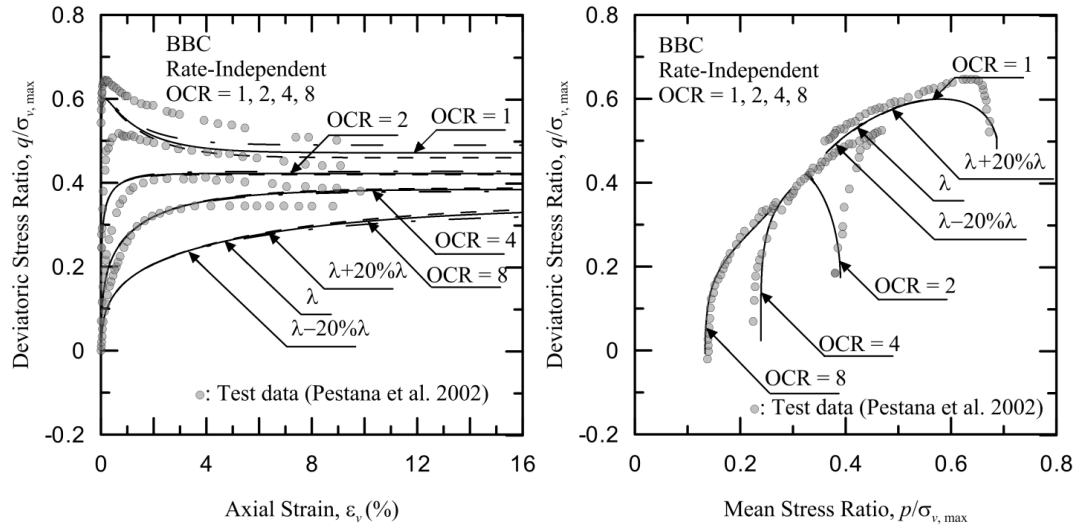 0.8
0.6
0.4
0.2
0
-0.2
Deviatoric Stress Ratio, q/σv,max
BBC
Rate-Independent
OCR = 1, 2, 4, 8
OCR = 2
OCR = 1
OCR = 4
OCR = 8
λ+20%λ
λ
λ−20%λ
: Test data (Pestana et al. 2002)
0 4 8 12 16
Axial Strain, εv (%)
0.8
0.6
0.4
0.2
0
-0.2
Deviatoric Stress Ratio, q/σv,max
BBC
Rate-Independent
OCR = 1, 2, 4, 8
OCR = 1
λ+20%λ
λ
λ−20%λ
OCR = 2
OCR = 4
OCR = 8
: Test data (Pestana et al. 2002)
0 0.2 0.4 0.6 0.8
Mean Stress Ratio, p/σv,max